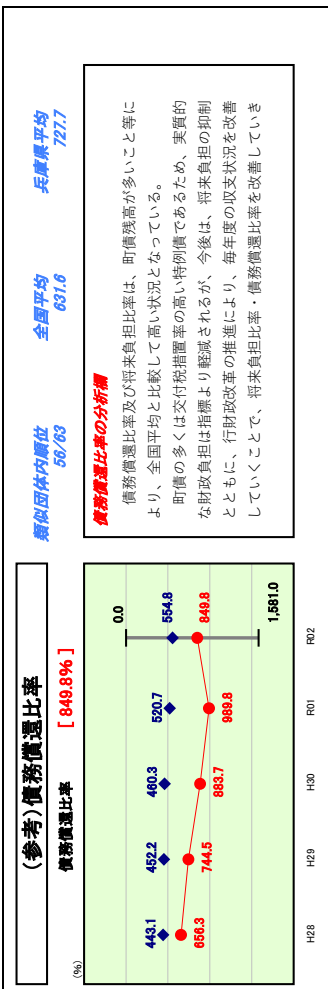 (参考)債務償還比率
債務償還比率
[ 849.8% ]
類似団体内順位
56/63
全国平均
631.6
兵庫県平均
727.7
(%)
0.0
443.1
452.2
460.3
520.7
554.8
656.3
744.5
883.7
989.8
849.8
1,581.0
H28
H29
H30
R01
R02
債務償還比率の分析欄
債務償還比率及び将来負担比率は、町債残高が多いこと等に
より、全国平均と比較して高い状況となっている。
町債の多くは交付税措置率の高い特例債であるため、実質的
な財政負担は指標より軽減されるが、今後は、将来負担の抑制
とともに、行財政改革の推進により、毎年度の収支状況を改善
していくことで、将来負担比率・債務償還比率を改善していき